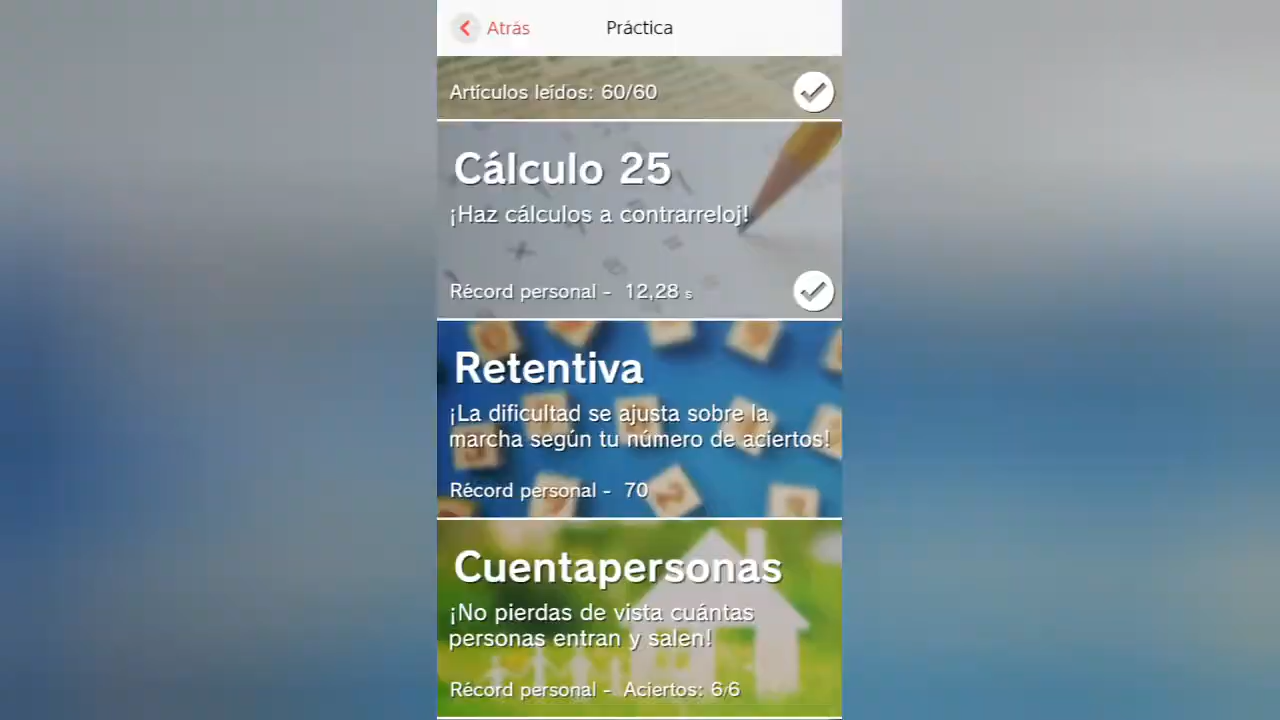 Atrás
Práctica
Artículos leídos: 60/60
Cálculo 25
¡Haz cálculos a contrarreloj!
Récord personal - 12,28 s
Retentiva
¡La dificultad se ajusta sobre la
marcha según tu número de aciertos!
Récord personal - 70
Cuentapersonas
¡No pierdas de vista cuántas
personas entran y salen!
Récord personal - Aciertos: 6/6